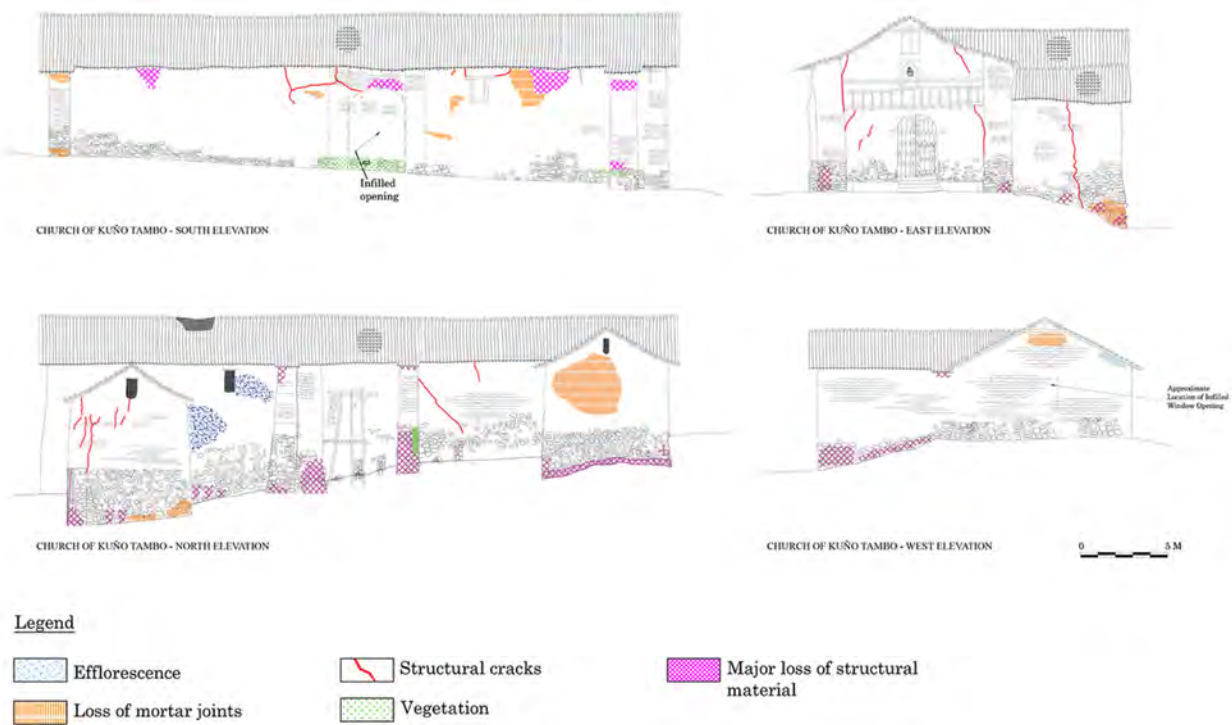 Infilled
opening
CHURCH OF KUÑO TAMBO - SOUTH ELEVATION
CHURCH OF KUÑO TAMBO - EAST ELEVATION
Approximate
Location of Infilled
Window Opening
CHURCH OF KUÑO TAMBO - NORTH ELEVATION
CHURCH OF KUÑO TAMBO - WEST ELEVATION
0 5 M
Legend
Efflorescence
Structural cracks
Major loss of structural
material
Loss of mortar joints
Vegetation